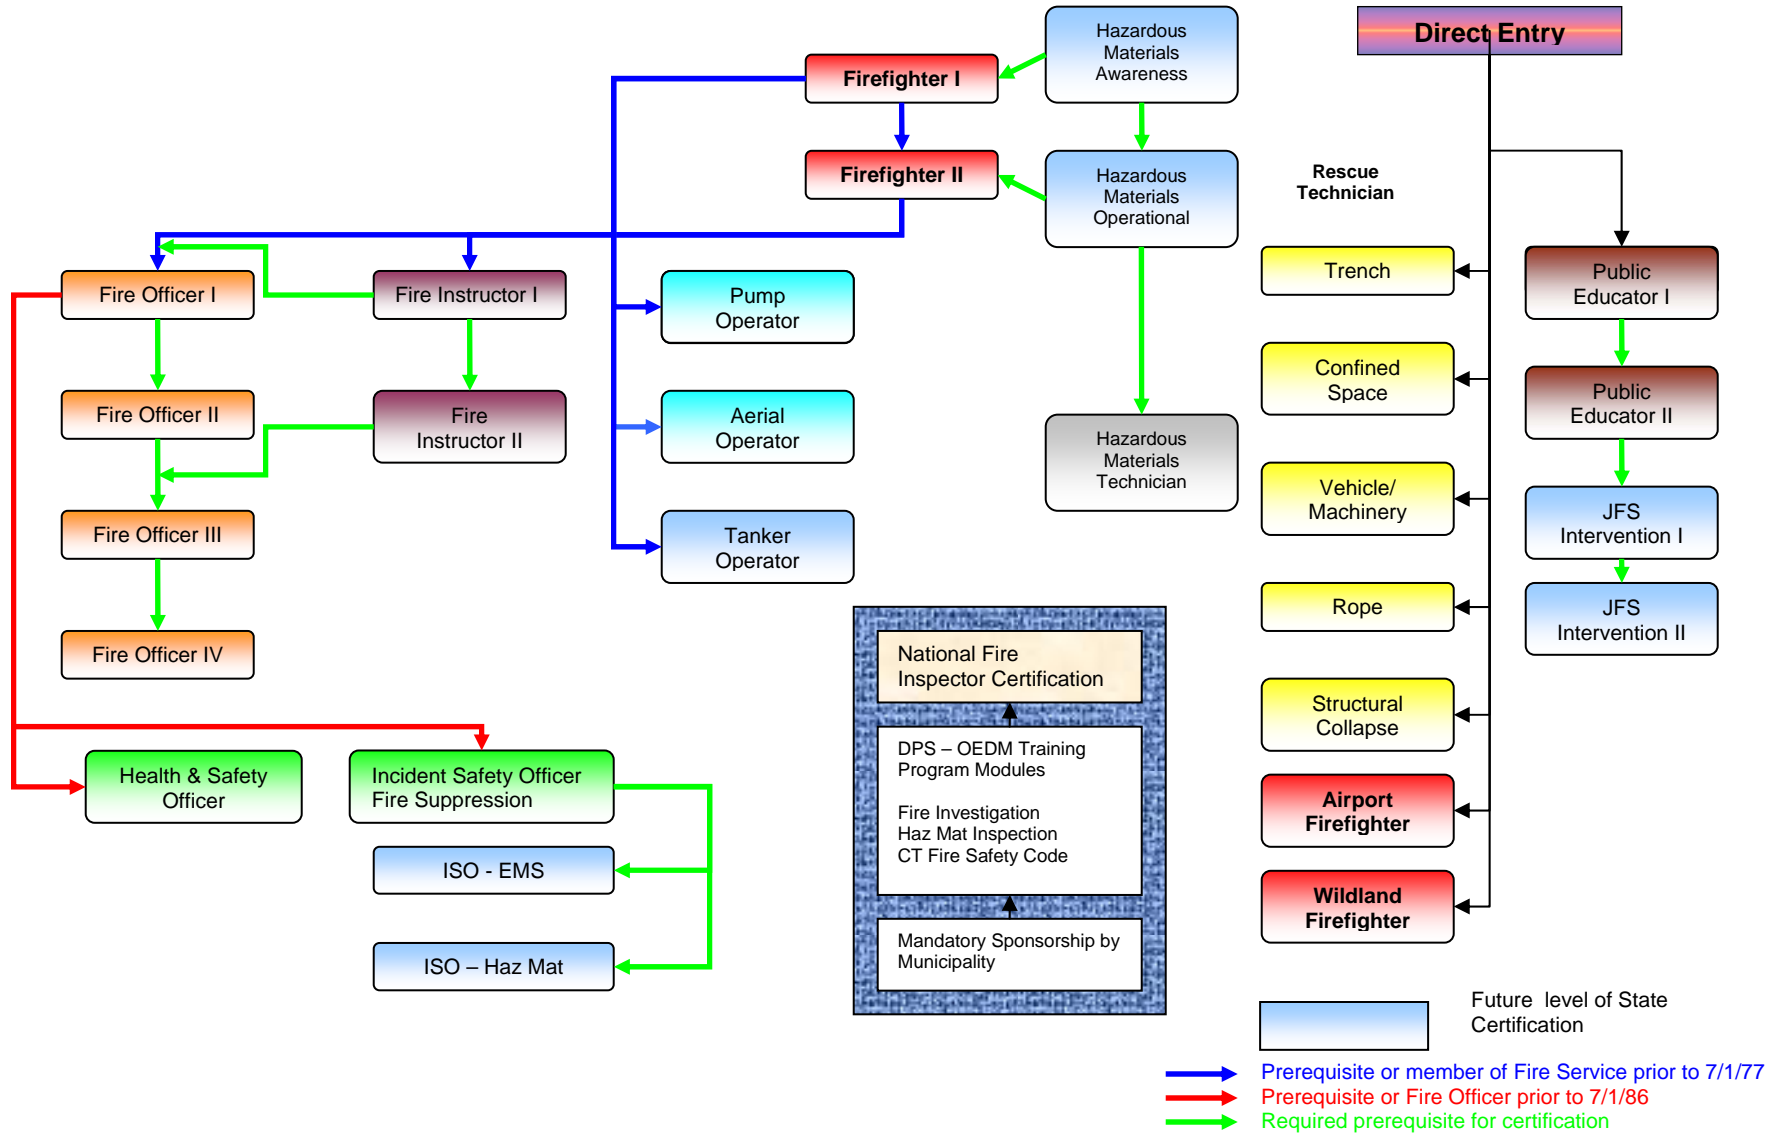 Direct Entry
Hazardous
Materials
Awareness
Firefighter I
Firefighter II
Hazardous
Materials
Operational
Rescue
Technician
Fire Officer I
Fire Instructor I
Pump
Operator
Trench
Public
Educator I
Fire Officer II
Fire
Instructor II
Aerial
Operator
Hazardous
Materials
Technician
Confined
Space
Public
Educator II
Fire Officer III
Tanker
Operator
Vehicle/
Machinery
JFS
Intervention I
Fire Officer IV
National Fire
Inspector Certification
Rope
JFS
Intervention II
Health & Safety
Officer
Incident Safety Officer
Fire Suppression
DPS – OEDM Training
Program Modules
Fire Investigation
Haz Mat Inspection
CT Fire Safety Code
Structural
Collapse
Airport
Firefighter
ISO - EMS
Wildland
Firefighter
ISO – Haz Mat
Mandatory Sponsorship by
Municipality
Future level of State
Certification
Prerequisite or member of Fire Service prior to 7/1/77
Prerequisite or Fire Officer prior to 7/1/86
Required prerequisite for certification